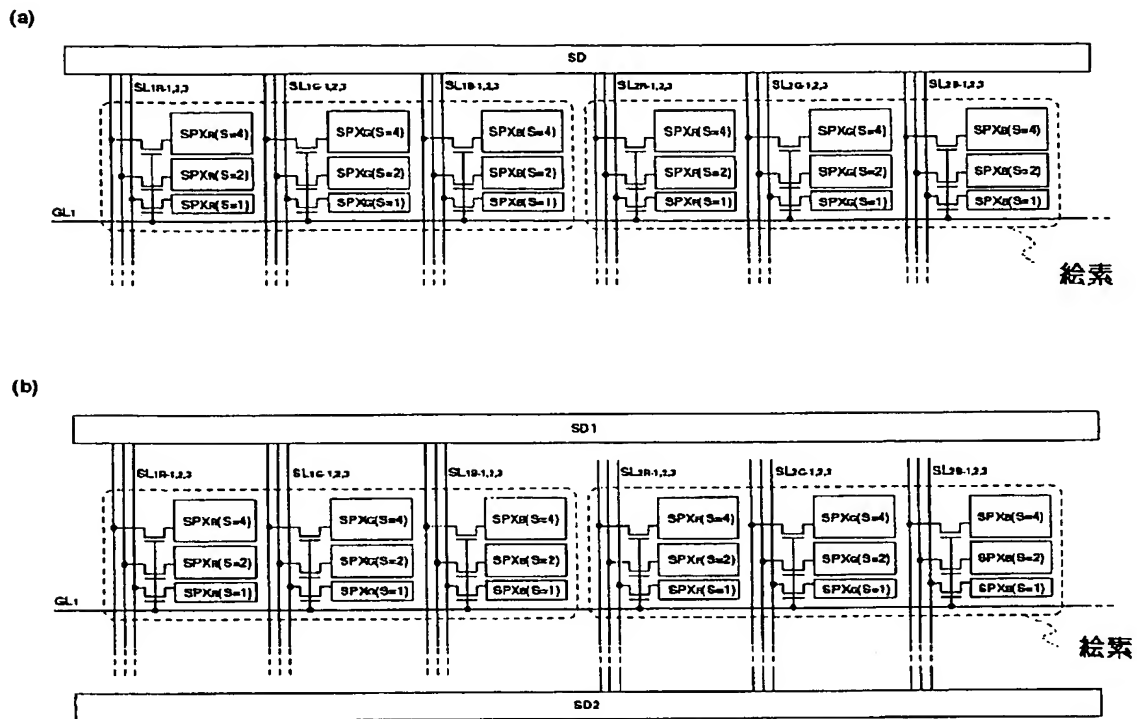 (a)
SD
SL1R-1,2,3 SL1G-1,2,3 SL1B-1,2,3 SL2R-1,2,3 SL2G-1,2,3 SL2B-1,2,3
SPXR(S=4) SPXG(S=4) SPXB(S=4) SPXR(S=4) SPXG(S=4) SPXB(S=4)
SPXR(S=2) SPXG(S=2) SPXB(S=2) SPXR(S=2) SPXG(S=2) SPXB(S=2)
SPXR(S=1) SPXG(S=1) SPXB(S=1) SPXR(S=1) SPXG(S=1) SPXB(S=1)
GL1
絵素
(b)
SD1
SL1R-1,2,3 SL1G-1,2,3 SL1B-1,2,3 SL2R-1,2,3 SL2G-1,2,3 SL2B-1,2,3
SPXR(S=4) SPXG(S=4) SPXB(S=4) SPXR(S=4) SPXG(S=4) SPXB(S=4)
SPXR(S=2) SPXG(S=2) SPXB(S=2) SPXR(S=2) SPXG(S=2) SPXB(S=2)
SPXR(S=1) SPXG(S=1) SPXB(S=1) SPXR(S=1) SPXG(S=1) SPXB(S=1)
GL1
絵素
SD2